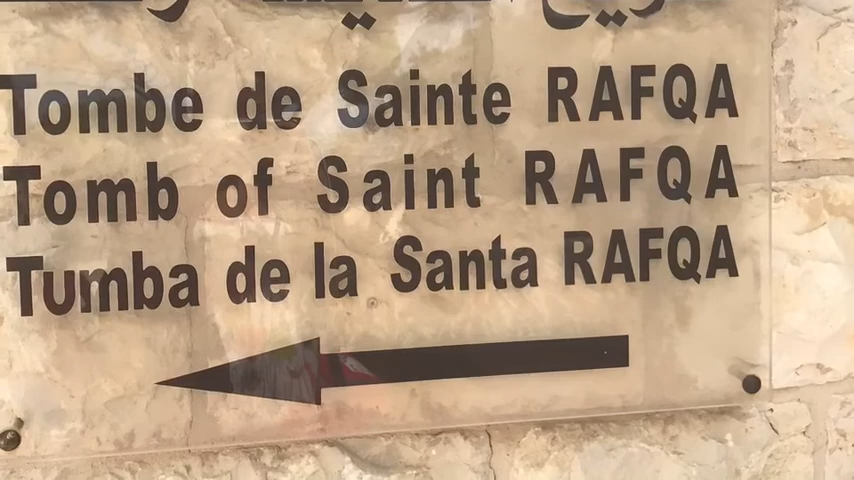 Tombe de Sainte RAFQA
Tomb of Saint RAFQA
Tumba de la Santa RAFQA